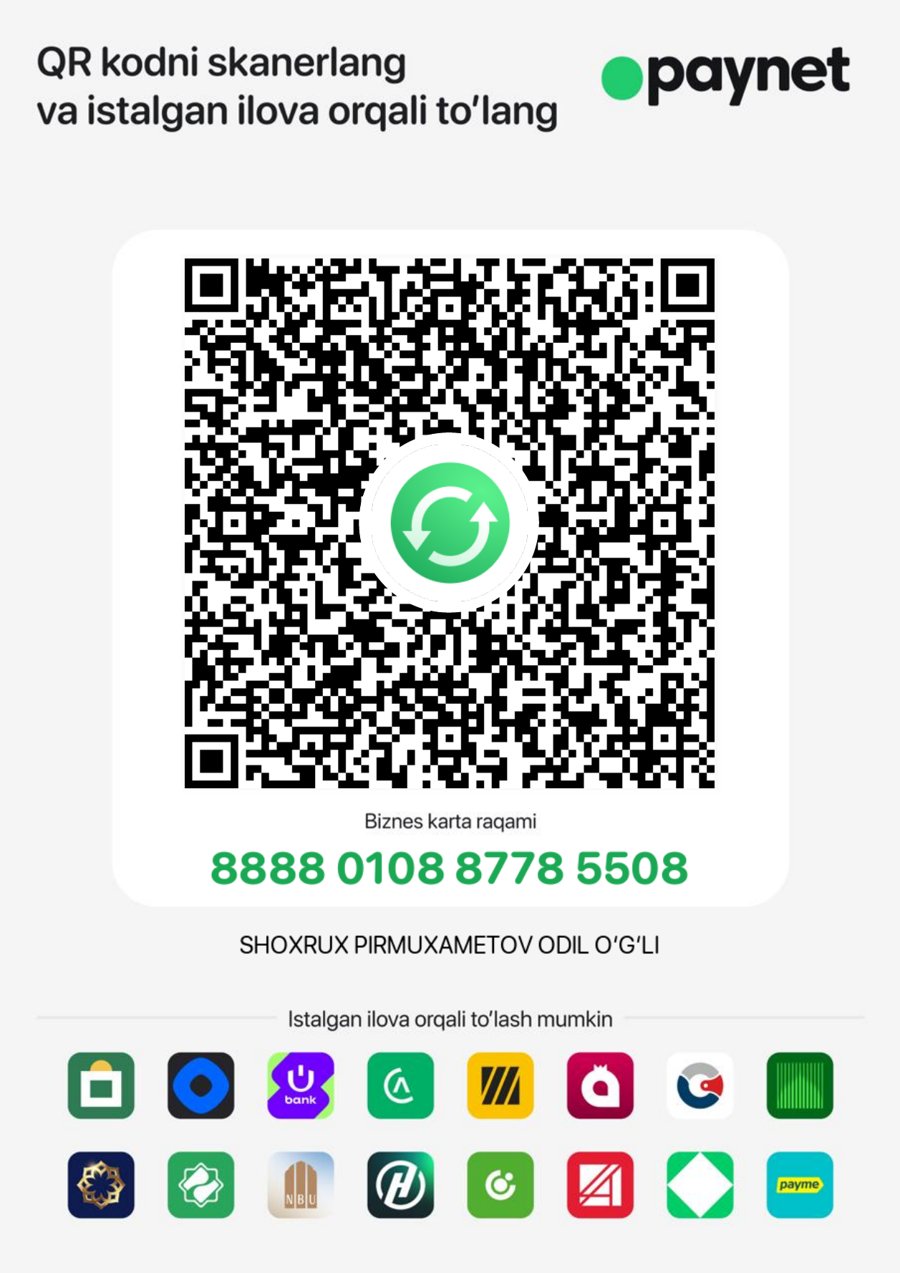 QR kodni skanerlang
va istalgan ilova orqali to’lang
paynet
Biznes karta raqami
8888 0108 8778 5508
SHOXRUX PIRMUXAMETOV ODIL O‘G‘LI
Istalgan ilova orqali to’lash mumkin
bank
NBU
payme